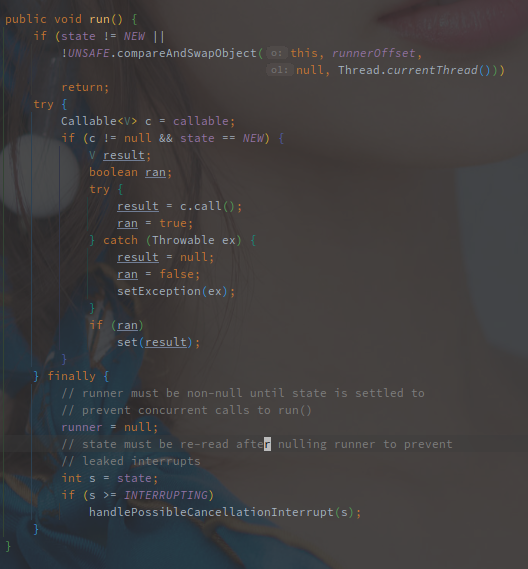 public void run() {
    if (state != NEW ||
        !UNSAFE.compareAndSwapObject( o: this, runnerOffset,
                                     o1: null, Thread.currentThread()))
        return;
    try {
        Callable<V> c = callable;
        if (c != null && state == NEW) {
            V result;
            boolean ran;
            try {
                result = c.call();
                ran = true;
            } catch (Throwable ex) {
                result = null;
                ran = false;
                setException(ex);
            }
            if (ran)
                set(result);
        }
    } finally {
        // runner must be non-null until state is settled to
        // prevent concurrent calls to run()
        runner = null;
        // state must be re-read after nulling runner to prevent
        // leaked interrupts
        int s = state;
        if (s >= INTERRUPTING)
            handlePossibleCancellationInterrupt(s);
    }
}